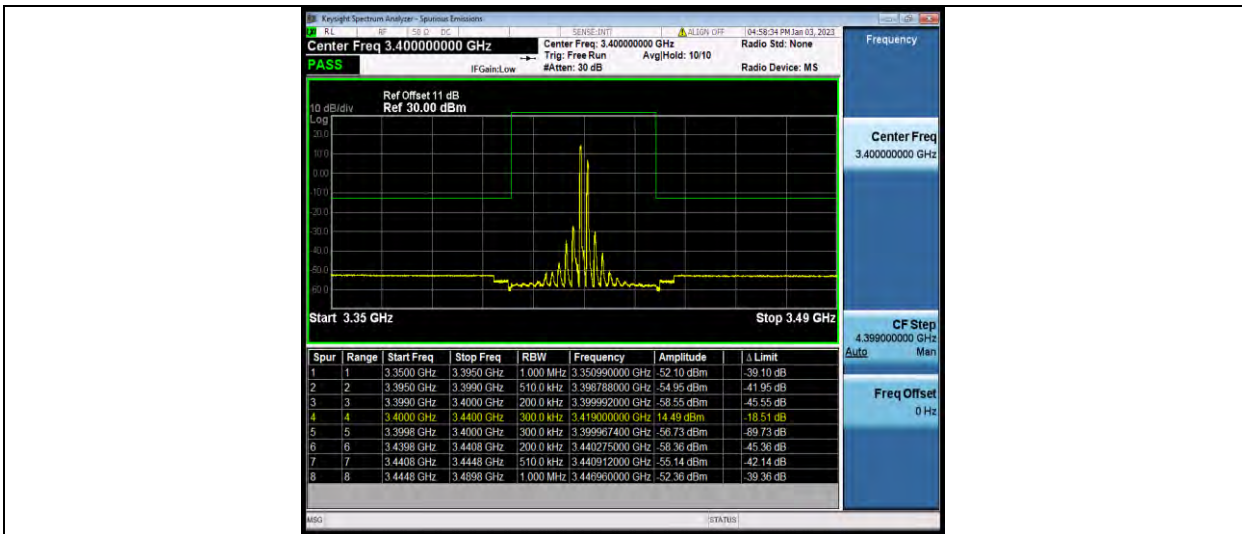 Keysight Spectrum Analyzer - Spurious Emissions
RL RF 50 Ω DC SENSE:INT ALIGN OFF 04:58:34 PM Jan 03, 2023
Center Freq 3.400000000 GHz Center Freq: 3.400000000 GHz Radio Std: None
Trig: Free Run Avg|Hold: 10/10
PASS IFGain:Low #Atten: 30 dB Radio Device: MS
Ref Offset 11 dB
10 dB/div Ref 30.00 dBm
Log
20.0
10.0
0.00
-10.0
-20.0
-30.0
-40.0
-50.0
-60.0
Start 3.35 GHz Stop 3.49 GHz
Spur Range Start Freq Stop Freq RBW Frequency Amplitude Δ Limit
1 1 3.3500 GHz 3.3950 GHz 1.000 MHz 3.350990000 GHz -52.10 dBm -39.10 dB
2 2 3.3950 GHz 3.3990 GHz 510.0 kHz 3.398788000 GHz -54.95 dBm -41.95 dB
3 3 3.3990 GHz 3.4000 GHz 200.0 kHz 3.399992000 GHz -58.55 dBm -45.55 dB
4 4 3.4000 GHz 3.4400 GHz 300.0 kHz 3.419000000 GHz 14.49 dBm -18.51 dB
5 5 3.3998 GHz 3.4000 GHz 300.0 kHz 3.399967400 GHz -56.73 dBm -89.73 dB
6 6 3.4398 GHz 3.4408 GHz 200.0 kHz 3.440275000 GHz -58.36 dBm -45.36 dB
7 7 3.4408 GHz 3.4448 GHz 510.0 kHz 3.440912000 GHz -55.14 dBm -42.14 dB
8 8 3.4448 GHz 3.4898 GHz 1.000 MHz 3.446960000 GHz -52.36 dBm -39.36 dB
MSG STATUS
Frequency
Center Freq
3.400000000 GHz
CF Step
4.399000000 GHz
Auto Man
Freq Offset
0 Hz